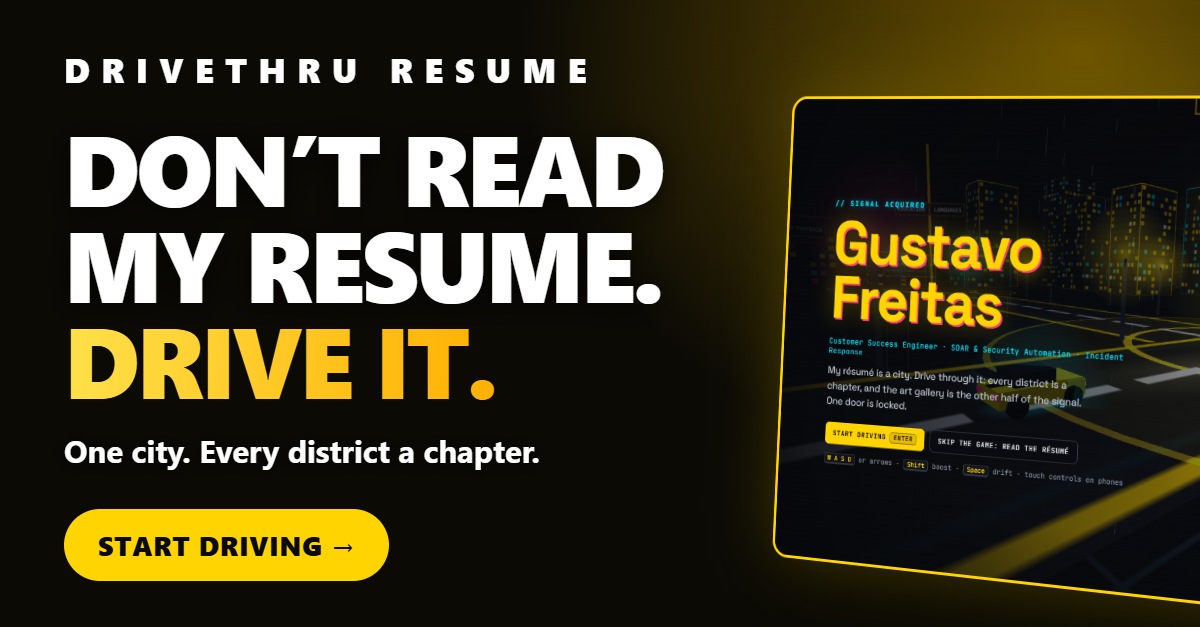 DRIVETHRU RESUME
DON'T READ
MY RESUME.
DRIVE IT.
One city. Every district a chapter.
START DRIVING →
// SIGNAL ACQUIRED
LANGUAGES
Gustavo
Freitas
Customer Success Engineer · SOAR & Security Automation · Incident
Response
My résumé is a city. Drive through it: every district is a
chapter, and the art gallery is the other half of the signal.
One door is locked.
START DRIVING ENTER
SKIP THE GAME: READ THE RÉSUMÉ
W A S D or arrows · Shift boost · Space drift · touch controls on phones